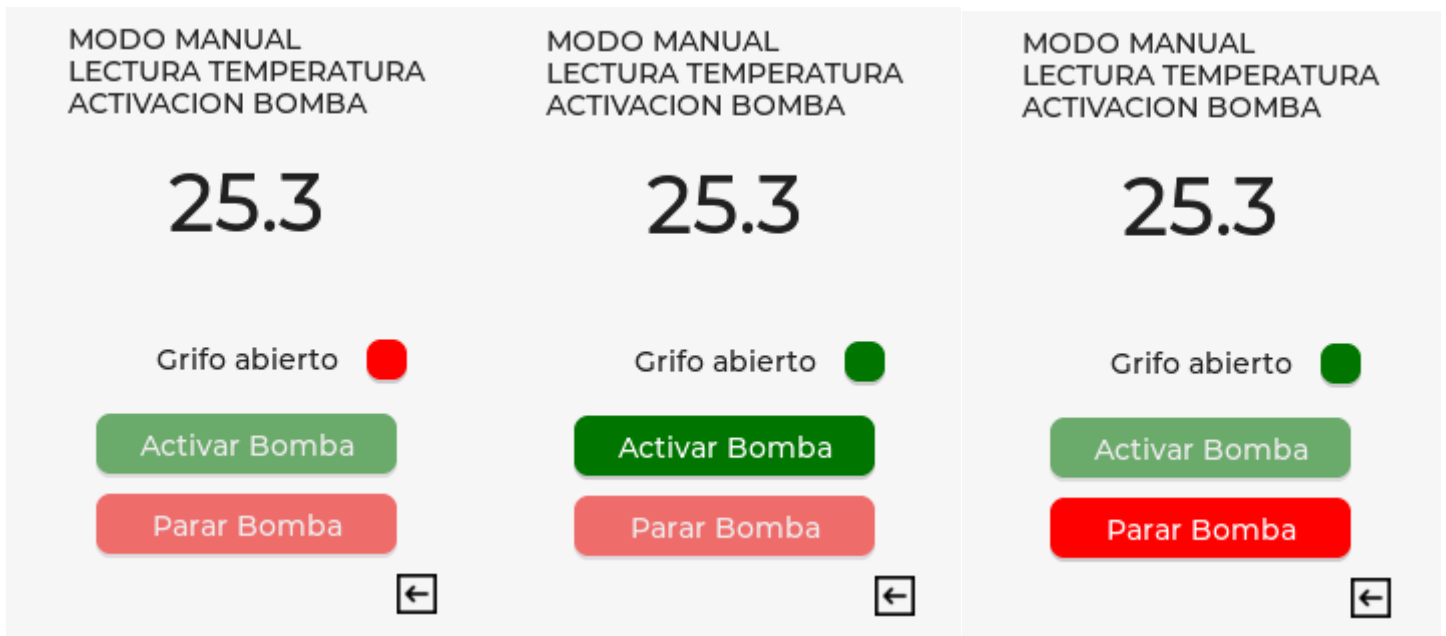 MODO MANUAL
LECTURA TEMPERATURA
ACTIVACION BOMBA
25.3
Grifo abierto
Activar Bomba
Parar Bomba
MODO MANUAL
LECTURA TEMPERATURA
ACTIVACION BOMBA
25.3
Grifo abierto
Activar Bomba
Parar Bomba
MODO MANUAL
LECTURA TEMPERATURA
ACTIVACION BOMBA
25.3
Grifo abierto
Activar Bomba
Parar Bomba